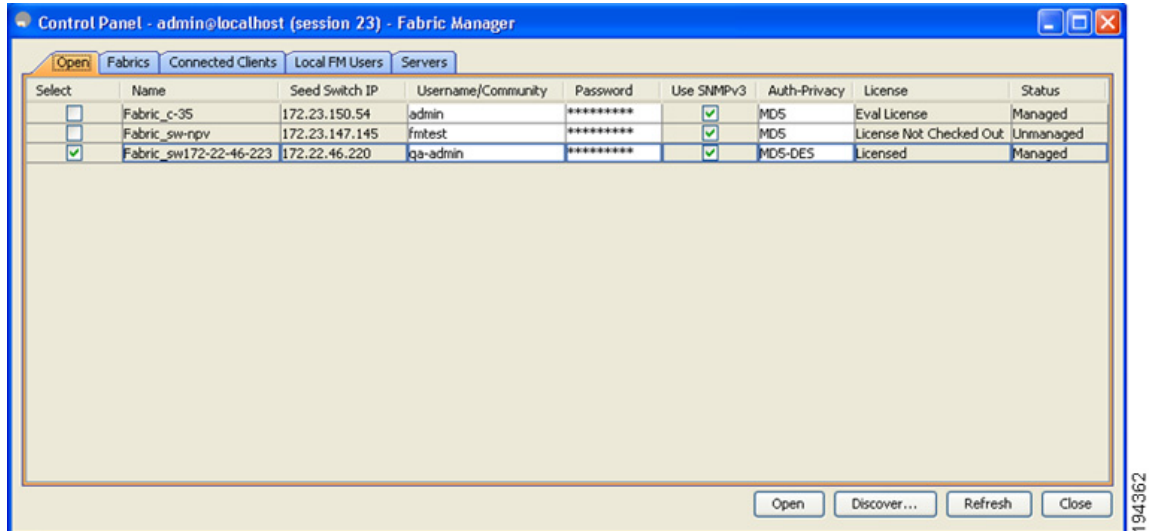 Control Panel - admin@localhost (session 23) - Fabric Manager
Open Fabrics Connected Clients Local FM Users Servers
Select Name Seed Switch IP Username/Community Password Use SNMPv3 Auth-Privacy License Status
Fabric_c-35 172.23.150.54 admin ********* MD5 Eval License Managed
Fabric_sw-npv 172.23.147.145 fmtest ********* MD5 License Not Checked Out Unmanaged
Fabric_sw172-22-46-223 172.22.46.220 qa-admin ********* MD5-DES Licensed Managed
Open Discover... Refresh Close
194362